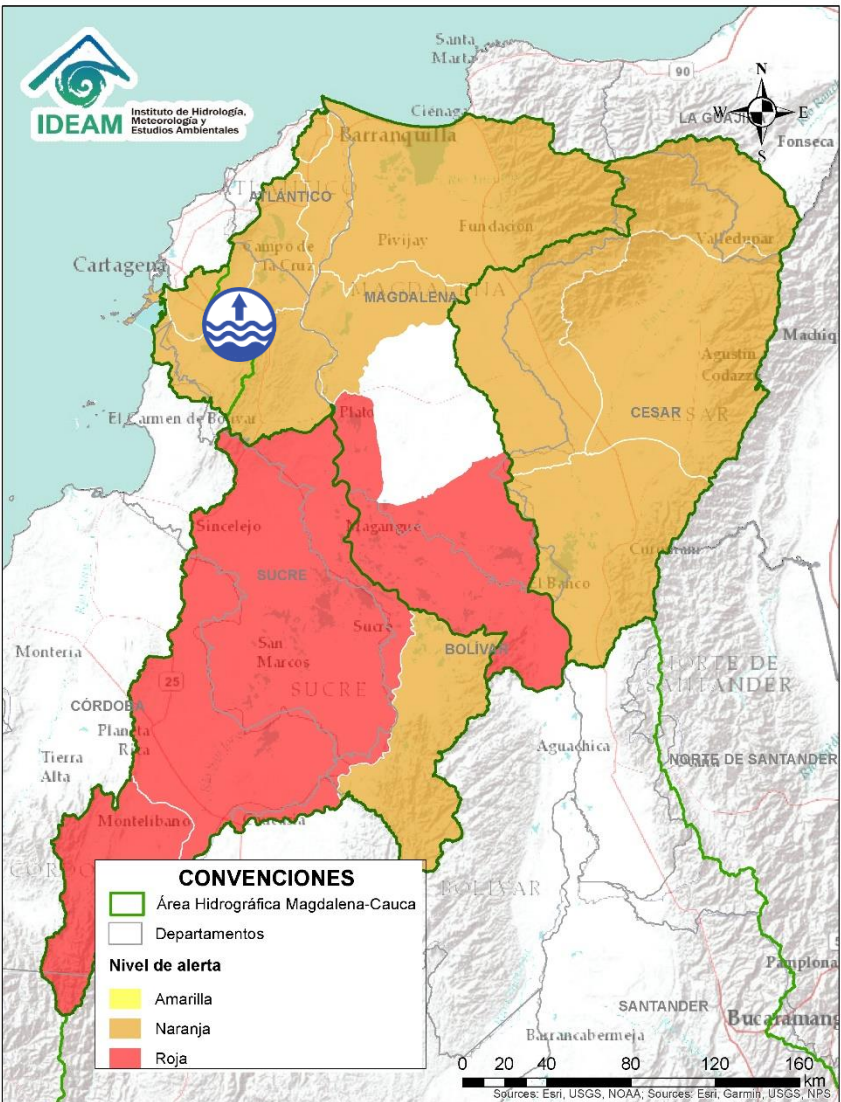 IDEAM
Instituto de Hidrología,
Meteorología y
Estudios Ambientales
Santa
Marta
90
N
W
E
S
LA GUAJI
Fonseca
Ciénaga
Barranquilla
ATLÁNTICO
Campo de
la Cruz
Pivijay
Fundación
Valledupar
Cartagena
MAGDALENA
Machiq
Agustín
Codazzi
CESAR
El Carmen de Bolívar
Plato
Sincelejo
Magangué
Curumaní
El Banco
SUCRE
Sucre
San
Marcos
SUCRE
BOLÍVAR
Montería
25
CÓRDOBA
Planeta
Rica
Tierra
Alta
NORTE DE
SANTANDER
Aguachica
NORTE DE SANTANDER
Montelíbano
Caucasia
BOLÍVAR
CONVENCIONES
Área Hidrográfica Magdalena-Cauca
Departamentos
Nivel de alerta
Amarilla
Naranja
Roja
Pamplona
SANTANDER
Bucaramang
Barrancabermeja
0 20 40 80 120 160
km
Sources: Esri, USGS, NOAA; Sources: Esri, Garmin, USGS, NPS